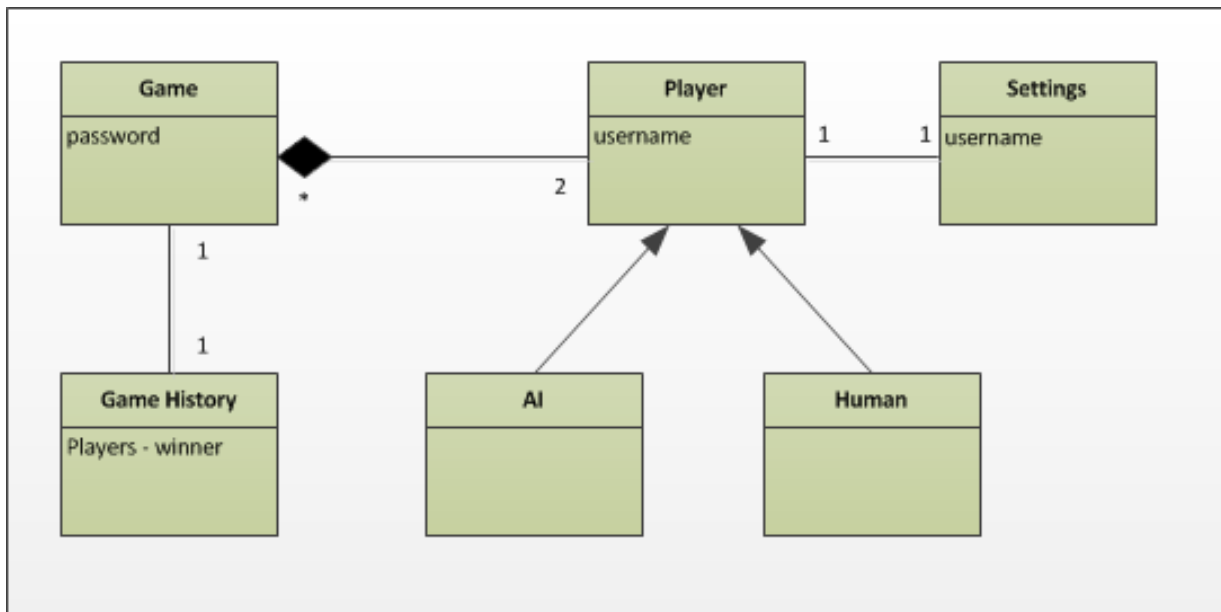 Game
password
Player
username
Settings
username
1
1
*
2
1
1
Game History
Players - winner
AI
Human